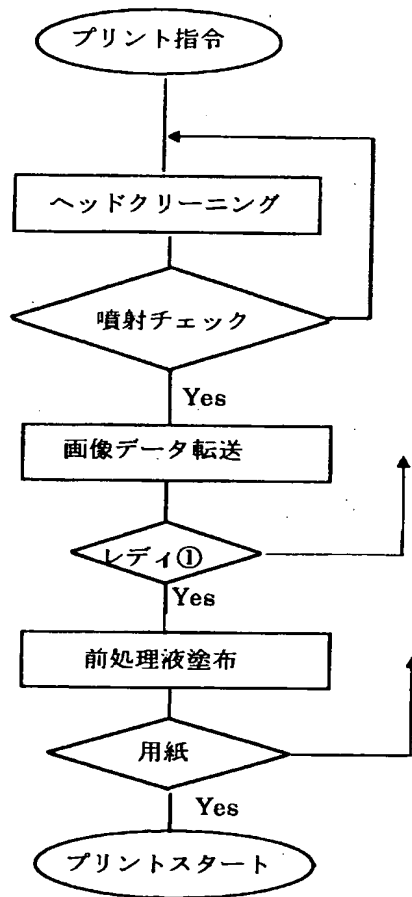 プリント指令
ヘッドクリーニング
噴射チェック
Yes
画像データ転送
レディ①
Yes
前処理液塗布
用紙
Yes
プリントスタート